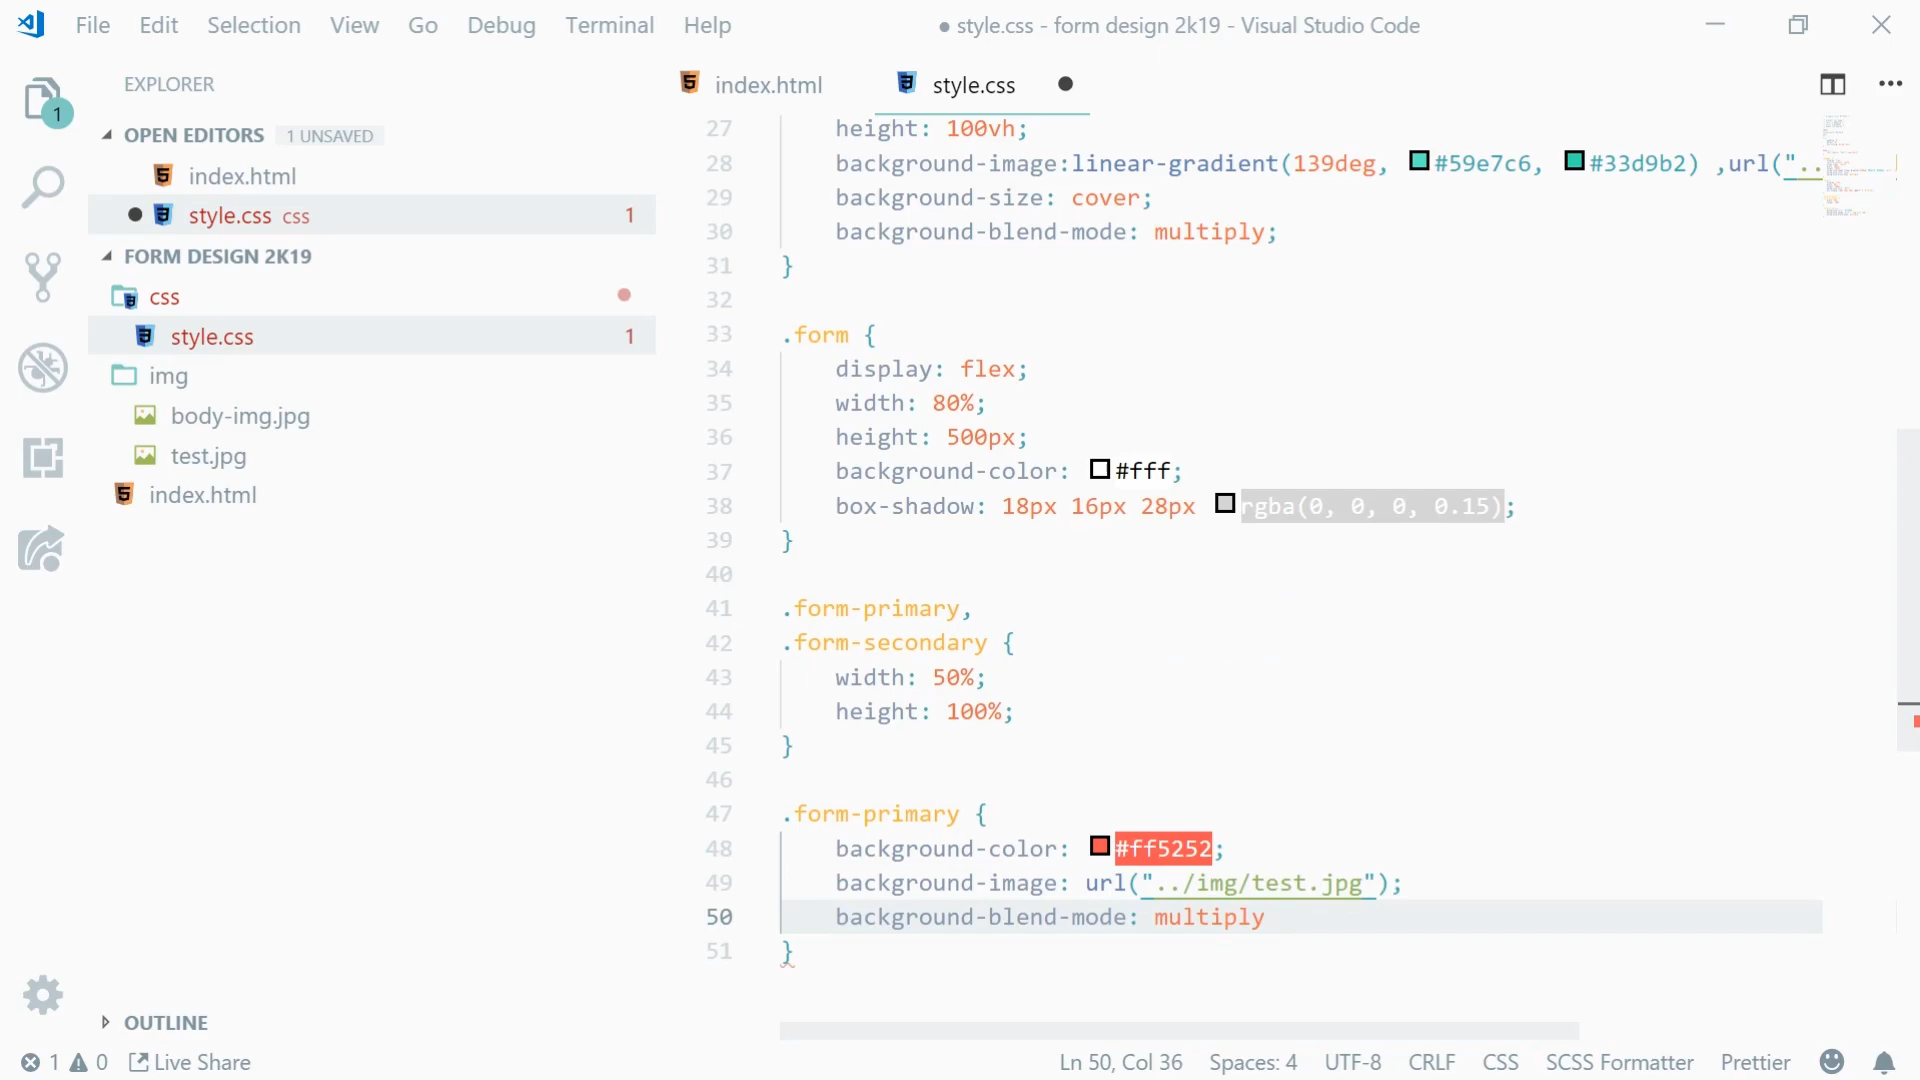 File Edit Selection View Go Debug Terminal Help
● style.css - form design 2k19 - Visual Studio Code
EXPLORER
OPEN EDITORS 1 UNSAVED
index.html
style.css css 1
FORM DESIGN 2K19
css
style.css 1
img
body-img.jpg
test.jpg
index.html
OUTLINE
1
index.html
style.css
27 height: 100vh;
28 background-image:linear-gradient(139deg, #59e7c6, #33d9b2) ,url("..
29 background-size: cover;
30 background-blend-mode: multiply;
31 }
32
33 .form {
34 display: flex;
35 width: 80%;
36 height: 500px;
37 background-color: #fff;
38 box-shadow: 18px 16px 28px rgba(0, 0, 0, 0.15);
39 }
40
41 .form-primary,
42 .form-secondary {
43 width: 50%;
44 height: 100%;
45 }
46
47 .form-primary {
48 background-color: #ff5252;
49 background-image: url("../img/test.jpg");
50 background-blend-mode: multiply
51 }
1 0 Live Share
Ln 50, Col 36 Spaces: 4 UTF-8 CRLF CSS SCSS Formatter Prettier